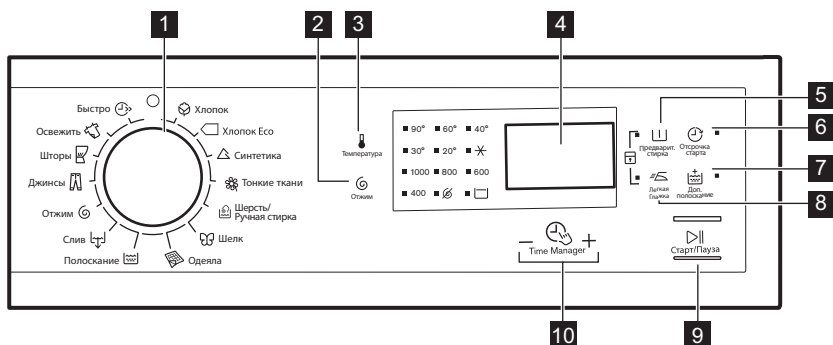 1
2
3
4
5
6
7
8
9
10
Быстро
Освежить
Шторы
Джинсы
Отжим
Слив
Полоскание
Хлопок
Хлопок Eco
Синтетика
Тонкие ткани
Шерсть/
Ручная стирка
Шелк
Одеяла
Температура
Отжим
90° 60° 40°
30° 20°
1000 800 600
400
Предварит.
стирка
Отсрочка
старта
Легкая
Глажка
Доп.
полоскание
− Time Manager +
Старт/Пауза